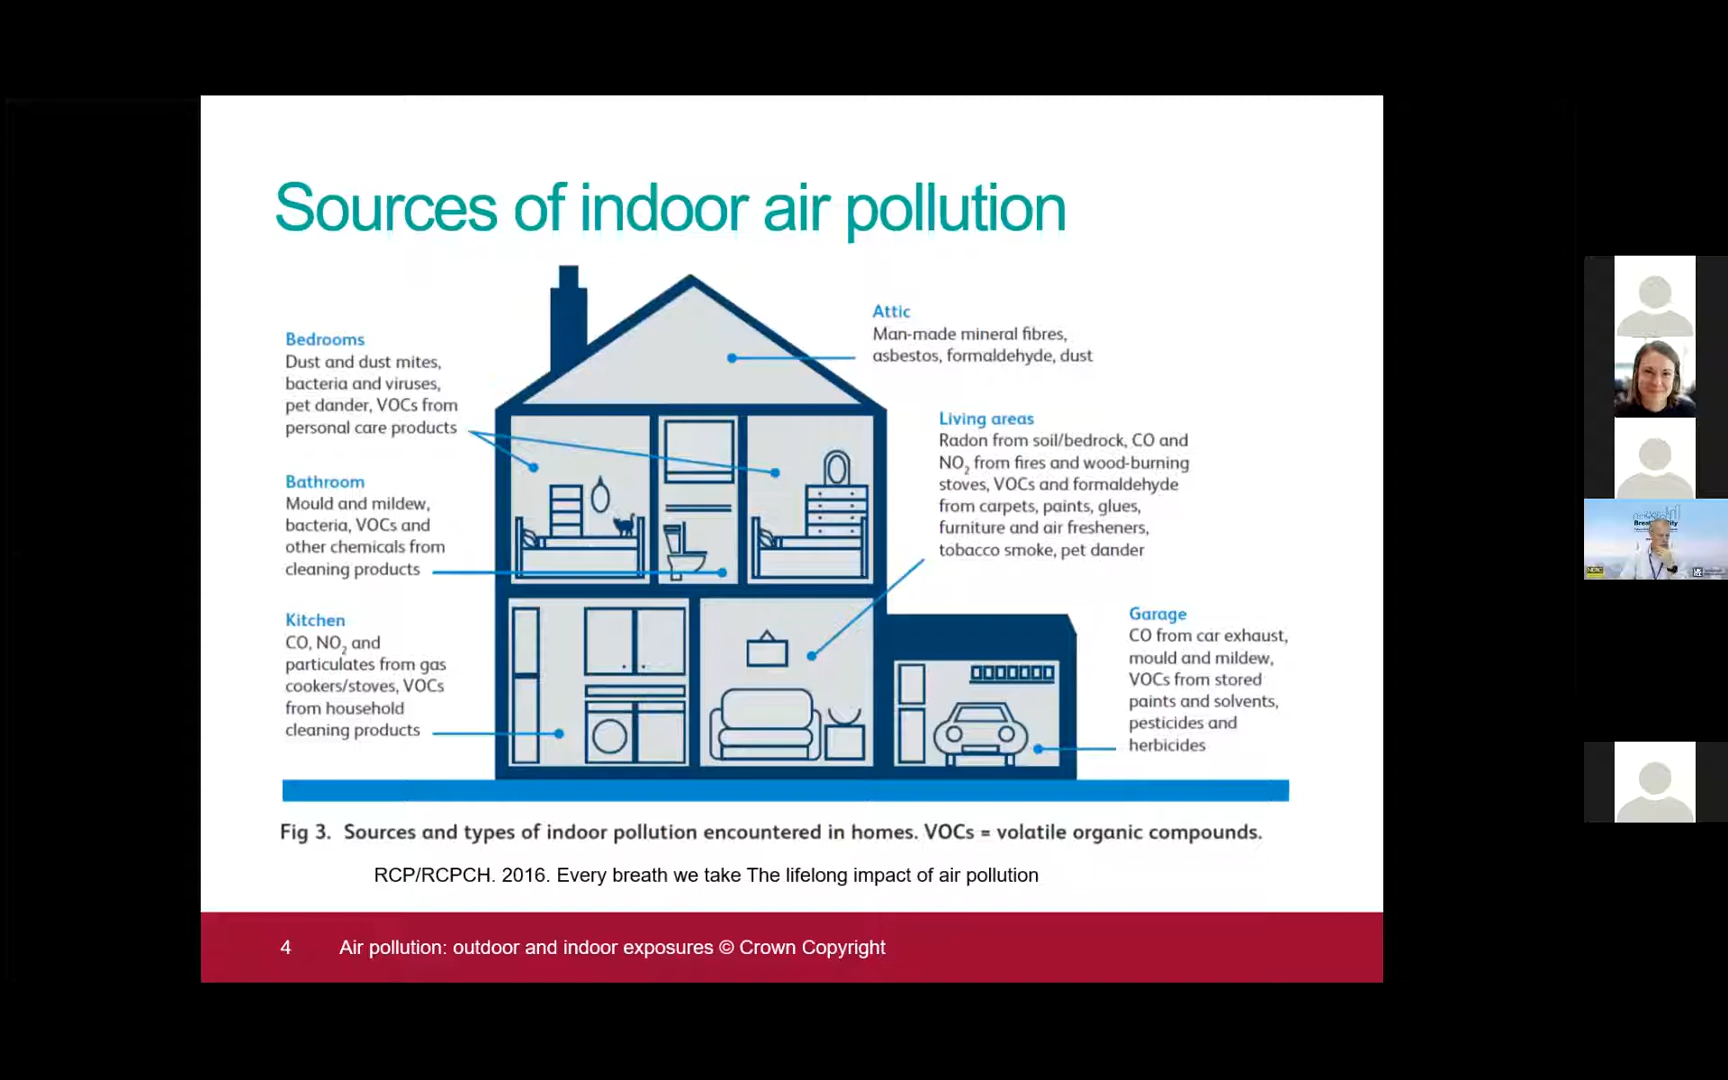 Sources of indoor air pollution
Attic
Man-made mineral fibres,
asbestos, formaldehyde, dust
Bedrooms
Dust and dust mites,
bacteria and viruses,
pet dander, VOCs from
personal care products
Living areas
Radon from soil/bedrock, CO and
NO₂ from fires and wood-burning
stoves, VOCs and formaldehyde
from carpets, paints, glues,
furniture and air fresheners,
tobacco smoke, pet dander
Bathroom
Mould and mildew,
bacteria, VOCs and
other chemicals from
cleaning products
Kitchen
CO, NO₂ and
particulates from gas
cookers/stoves, VOCs
from household
cleaning products
Garage
CO from car exhaust,
mould and mildew,
VOCs from stored
paints and solvents,
pesticides and
herbicides
Fig 3. Sources and types of indoor pollution encountered in homes. VOCs = volatile organic compounds.
RCP/RCPCH. 2016. Every breath we take The lifelong impact of air pollution
4 Air pollution: outdoor and indoor exposures © Crown Copyright